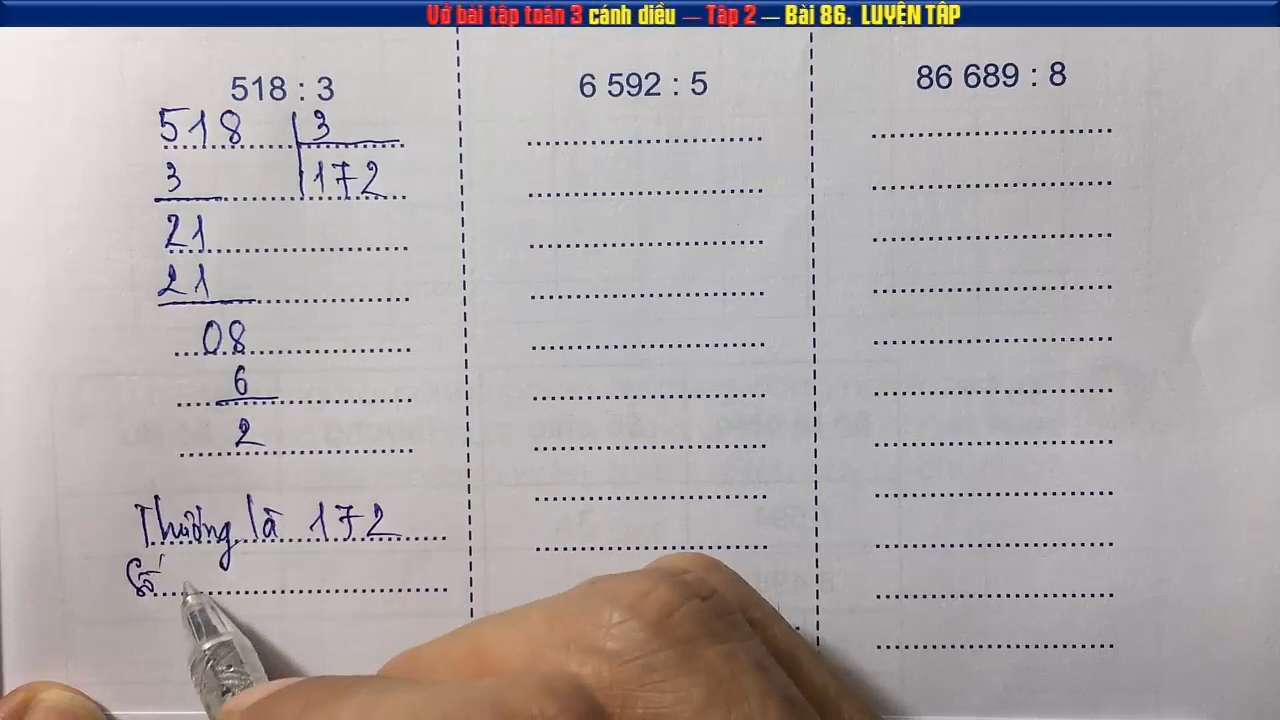 Vở bài tập toán 3 cánh diều – Tập 2 – Bài 86: LUYỆN TẬP
518 : 3
518 3
3 172
21
21
08
6
2
Thương là 172
Số
6 592 : 5
86 689 : 8